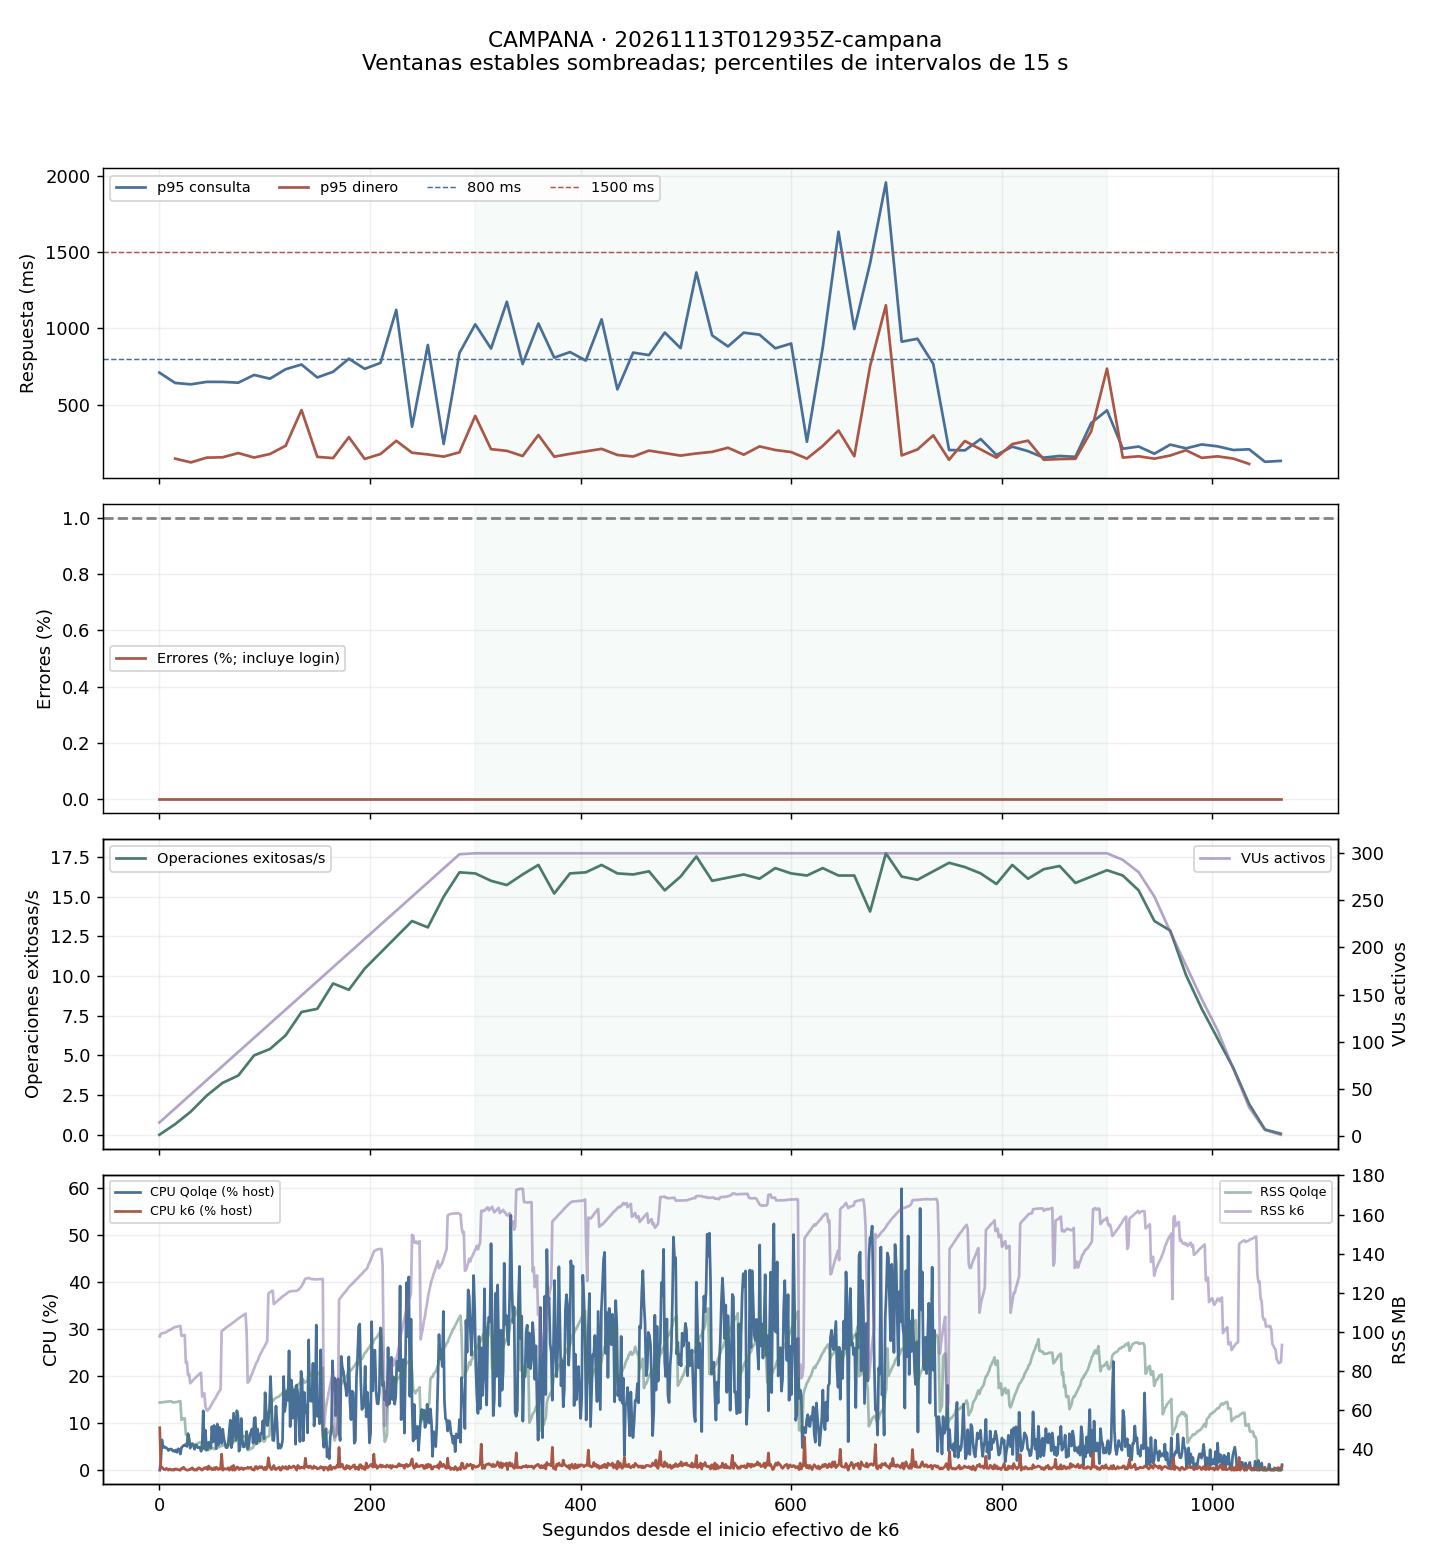 CAMPANA · 20261113T012935Z-campana
Ventanas estables sombreadas; percentiles de intervalos de 15 s
p95 consulta
p95 dinero
800 ms
1500 ms
2000
1500
1000
500
Respuesta (ms)
1.0
0.8
0.6
0.4
0.2
0.0
Errores (%)
Errores (%; incluye login)
Operaciones exitosas/s
VUs activos
17.5
15.0
12.5
10.0
7.5
5.0
2.5
0.0
Operaciones exitosas/s
300
250
200
150
100
50
0
VUs activos
CPU Qolqe (% host)
CPU k6 (% host)
RSS Qolqe
RSS k6
60
50
40
30
20
10
0
CPU (%)
180
160
140
120
100
80
60
40
RSS MB
0
200
400
600
800
1000
Segundos desde el inicio efectivo de k6